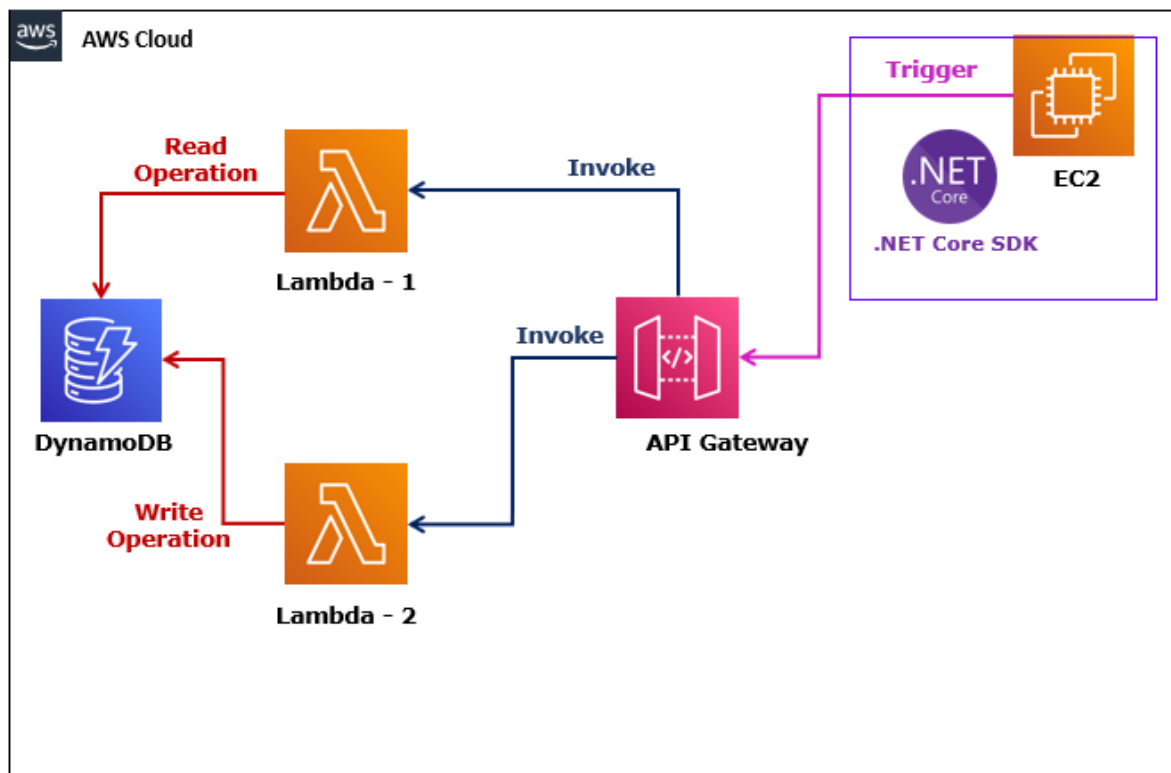 aws
AWS Cloud
Trigger
Read
Operation
Invoke
.NET
Core
EC2
.NET Core SDK
Lambda - 1
Invoke
</>
DynamoDB
API Gateway
Write
Operation
Lambda - 2